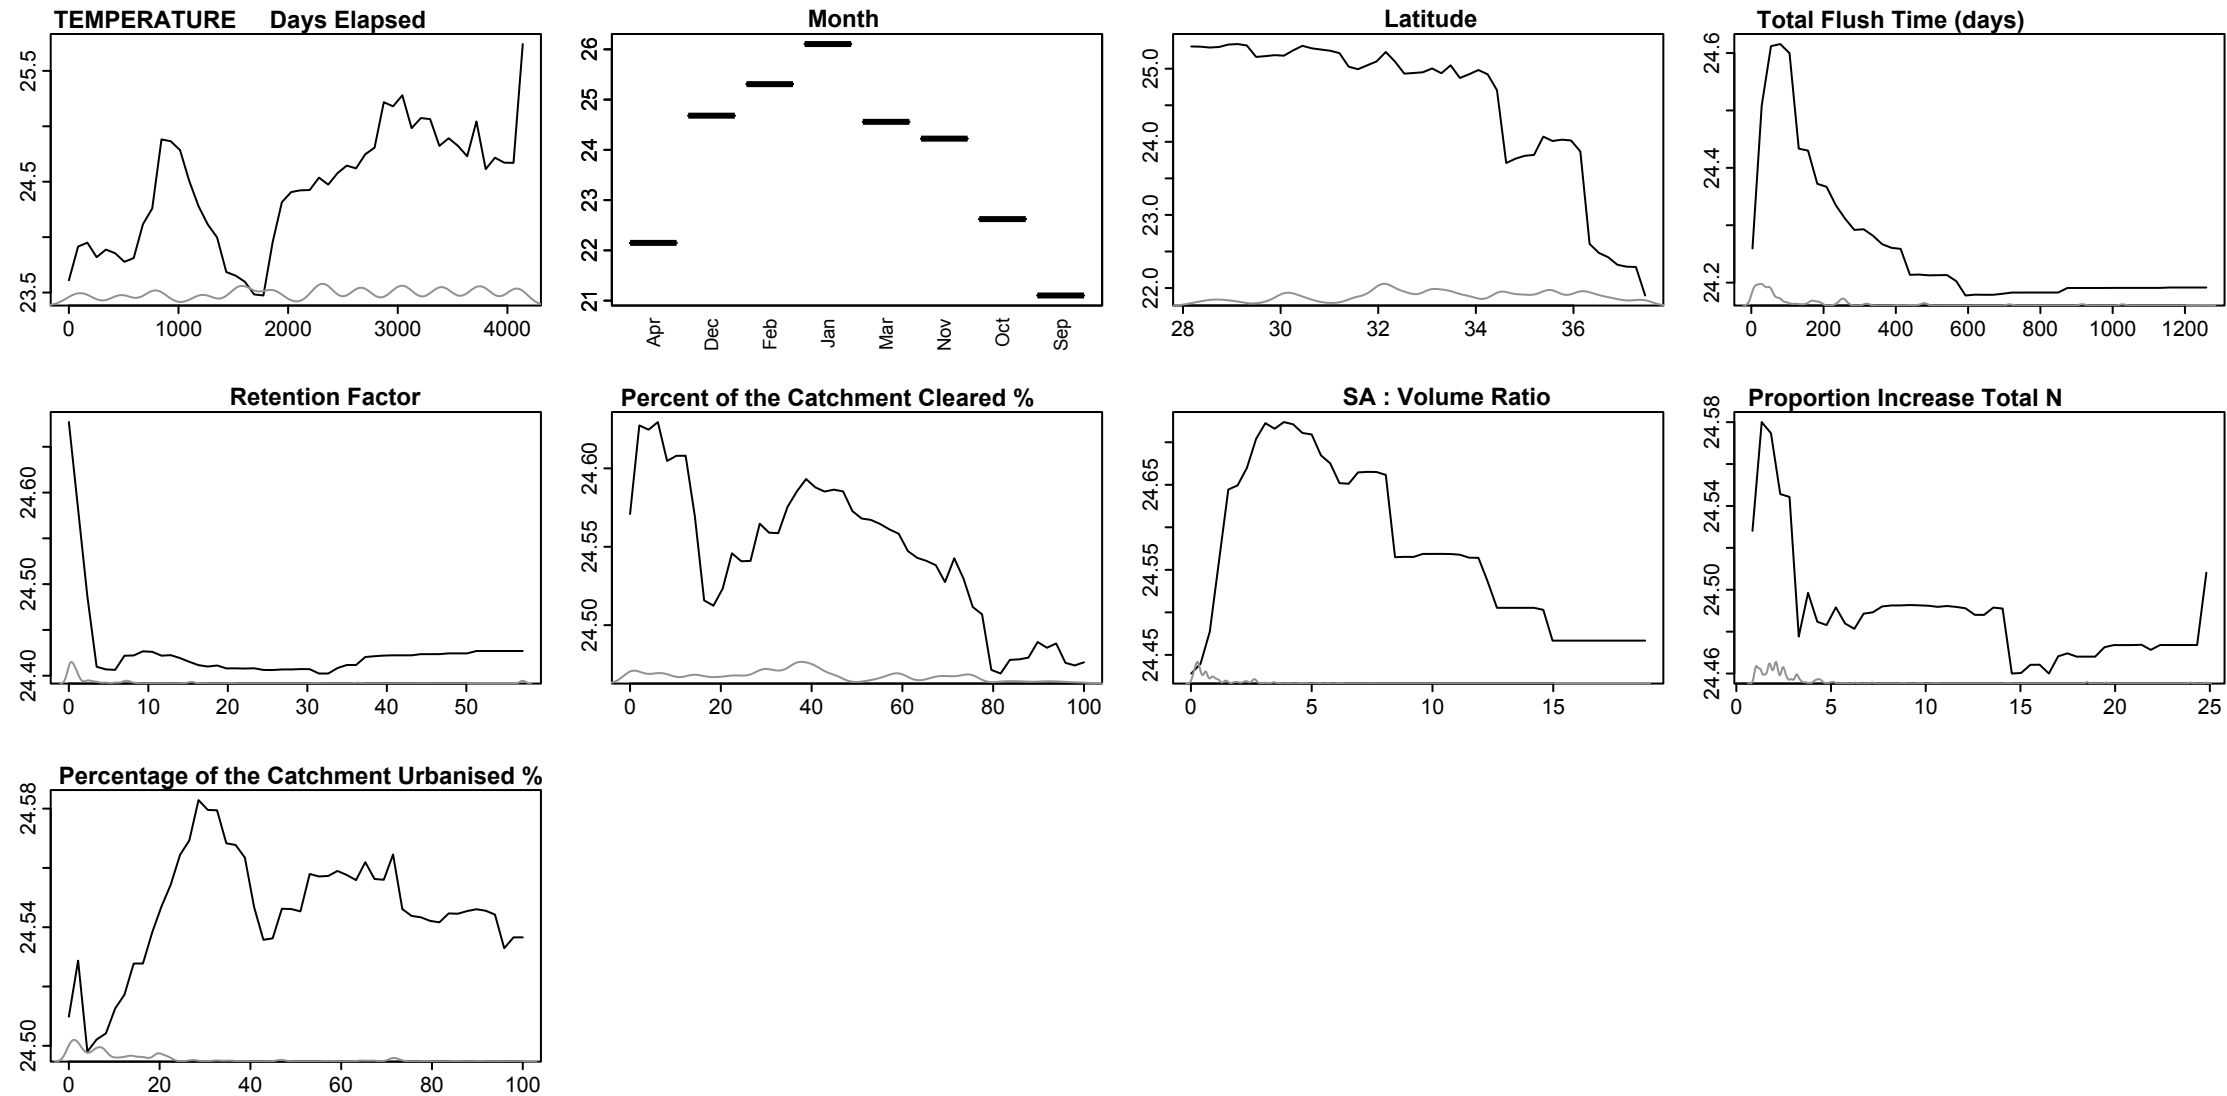 TEMPERATURE Days Elapsed
23.5 24.5 25.5
0 1000 2000 3000 4000
Month
21 22 23 24 25 26
Apr Dec Feb Jan Mar Nov Oct Sep
Latitude
22.0 23.0 24.0 25.0
28 30 32 34 36
Total Flush Time (days)
24.2 24.4 24.6
0 200 400 600 800 1000 1200
Retention Factor
24.40 24.50 24.60
0 10 20 30 40 50
Percent of the Catchment Cleared %
24.50 24.55 24.60
0 20 40 60 80 100
SA : Volume Ratio
24.45 24.55 24.65
0 5 10 15
Proportion Increase Total N
24.46 24.50 24.54 24.58
0 5 10 15 20 25
Percentage of the Catchment Urbanised %
24.50 24.54 24.58
0 20 40 60 80 100